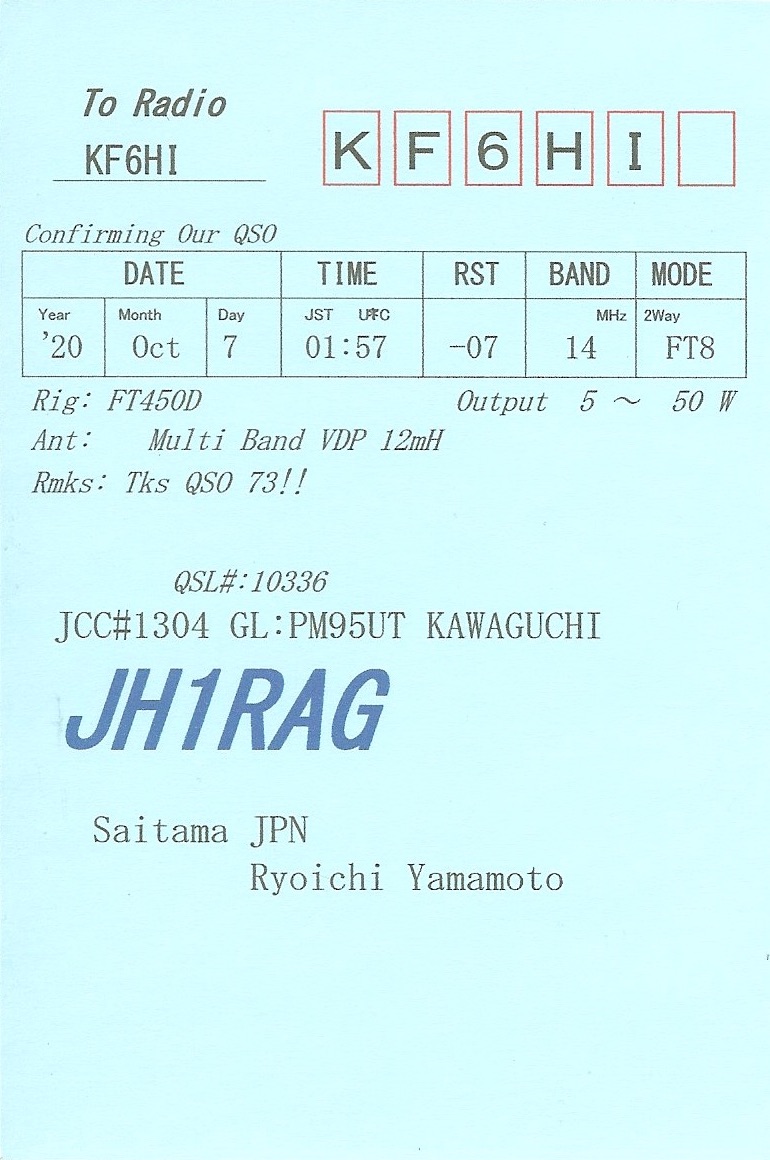 To Radio
KF6HI
K F 6 H I
Confirming Our QSO
DATE TIME RST BAND MODE
Year Month Day JST UTC MHz 2Way
'20 Oct 7 01:57 -07 14 FT8
Rig: FT450D Output 5 ～ 50 W
Ant: Multi Band VDP 12mH
Rmks: Tks QSO 73!!
QSL#:10336
JCC#1304 GL:PM95UT KAWAGUCHI
JH1RAG
Saitama JPN
Ryoichi Yamamoto